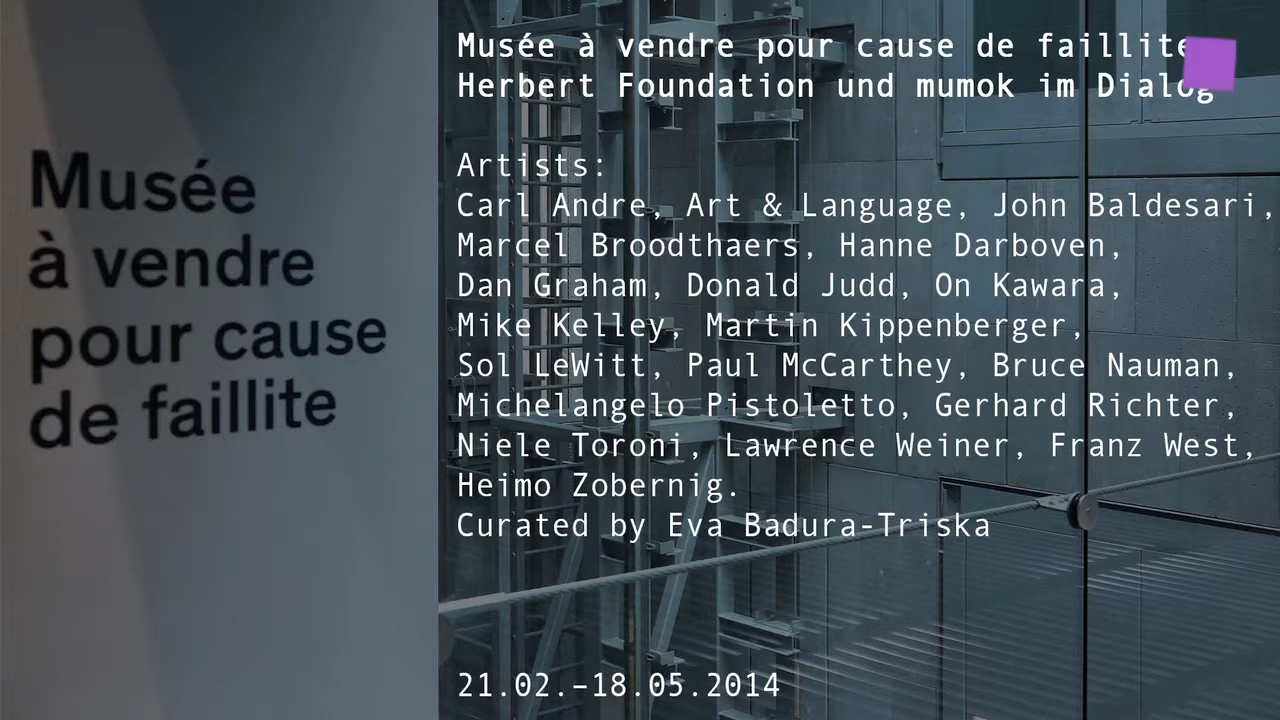 Musée
à vendre
pour cause
de faillite
Musée à vendre pour cause de faillite
Herbert Foundation und mumok im Dialog
Artists:
Carl Andre, Art & Language, John Baldesari,
Marcel Broodthaers, Hanne Darboven,
Dan Graham, Donald Judd, On Kawara,
Mike Kelley, Martin Kippenberger,
Sol LeWitt, Paul McCarthey, Bruce Nauman,
Michelangelo Pistoletto, Gerhard Richter,
Niele Toroni, Lawrence Weiner, Franz West,
Heimo Zobernig.
Curated by Eva Badura-Triska
21.02.–18.05.2014